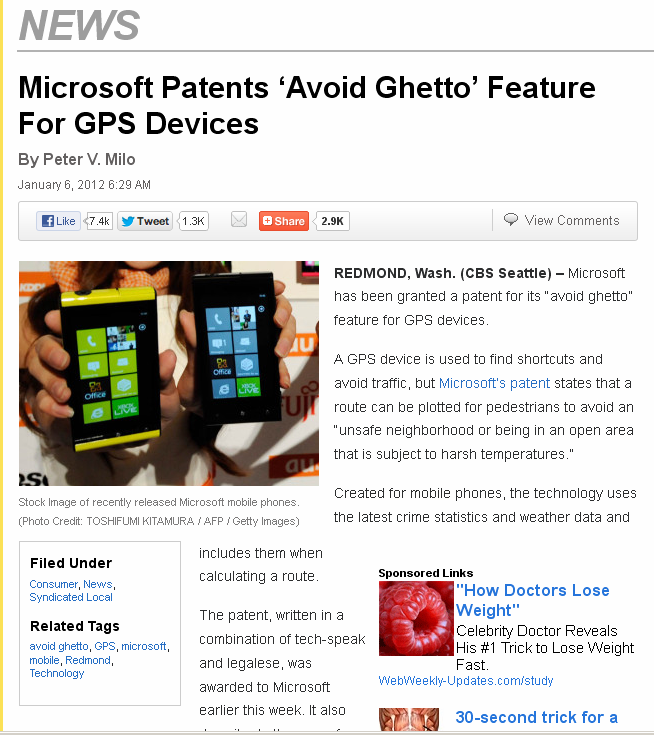 NEWS
Microsoft Patents ‘Avoid Ghetto’ Feature
For GPS Devices
By Peter V. Milo
January 6, 2012 6:29 AM
Like 7.4k Tweet 1.3K Share 2.9K View Comments
Office
XBOX
LIVE
Office
XBOX
LIVE
au
au
REDMOND, Wash. (CBS Seattle) – Microsoft
has been granted a patent for its “avoid ghetto”
feature for GPS devices.
A GPS device is used to find shortcuts and
avoid traffic, but Microsoft’s patent states that a
route can be plotted for pedestrians to avoid an
“unsafe neighborhood or being in an open area
that is subject to harsh temperatures.”
Created for mobile phones, the technology uses
the latest crime statistics and weather data and
Stock Image of recently released Microsoft mobile phones.
(Photo Credit: TOSHIFUMI KITAMURA / AFP / Getty Images)
includes them when
calculating a route.
The patent, written in a
combination of tech-speak
and legalese, was
awarded to Microsoft
earlier this week. It also
Filed Under
Consumer, News,
Syndicated Local
Related Tags
avoid ghetto, GPS, microsoft,
mobile, Redmond,
Technology
Sponsored Links
"How Doctors Lose
Weight"
Celebrity Doctor Reveals
His #1 Trick to Lose Weight
Fast.
WebWeekly-Updates.com/study
30-second trick for a